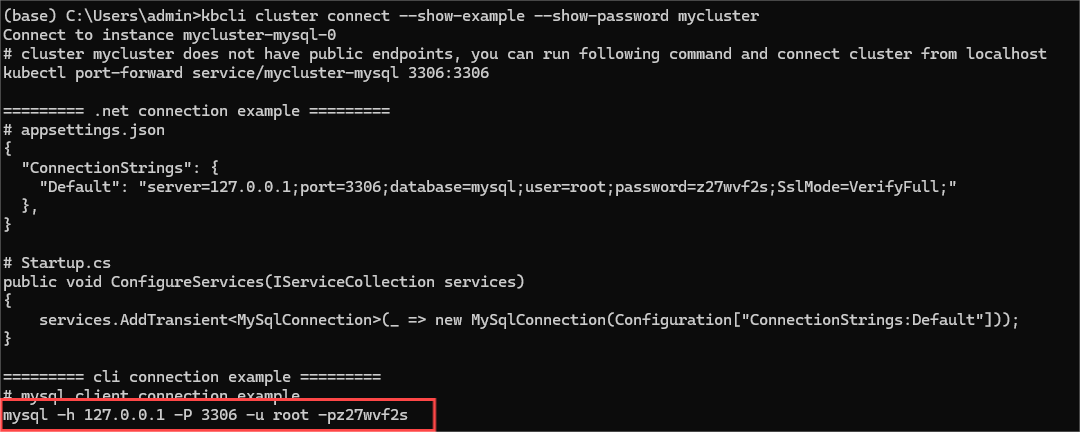 (base) C:\Users\admin>kbcli cluster connect --show-example --show-password mycluster
Connect to instance mycluster-mysql-0
# cluster mycluster does not have public endpoints, you can run following command and connect cluster from localhost
kubectl port-forward service/mycluster-mysql 3306:3306

========= .net connection example =========
# appsettings.json
{
  "ConnectionStrings": {
    "Default": "server=127.0.0.1;port=3306;database=mysql;user=root;password=z27wvf2s;SslMode=VerifyFull;"
  },
}

# Startup.cs
public void ConfigureServices(IServiceCollection services)
{
    services.AddTransient<MySqlConnection>(_ => new MySqlConnection(Configuration["ConnectionStrings:Default"]));
}

========= cli connection example =========
# mysql client connection example
mysql -h 127.0.0.1 -P 3306 -u root -pz27wvf2s